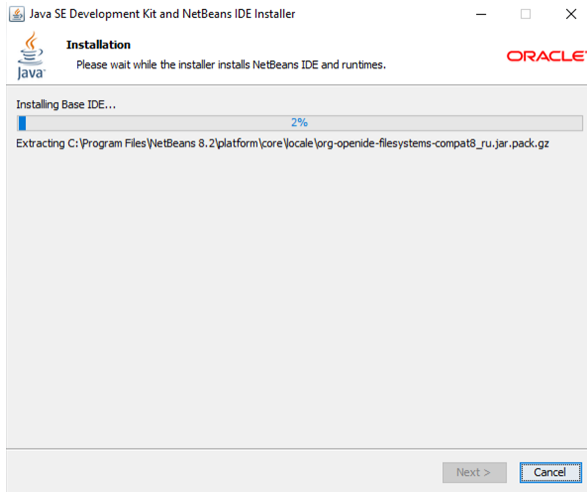 Java SE Development Kit and NetBeans IDE Installer
Installation
Please wait while the installer installs NetBeans IDE and runtimes.
Java
ORACLE
Installing Base IDE...
2%
Extracting C:\Program Files\NetBeans 8.2\platform\core\locale\org-openide-filesystems-compat8_ru.jar.pack.gz
Next >
Cancel